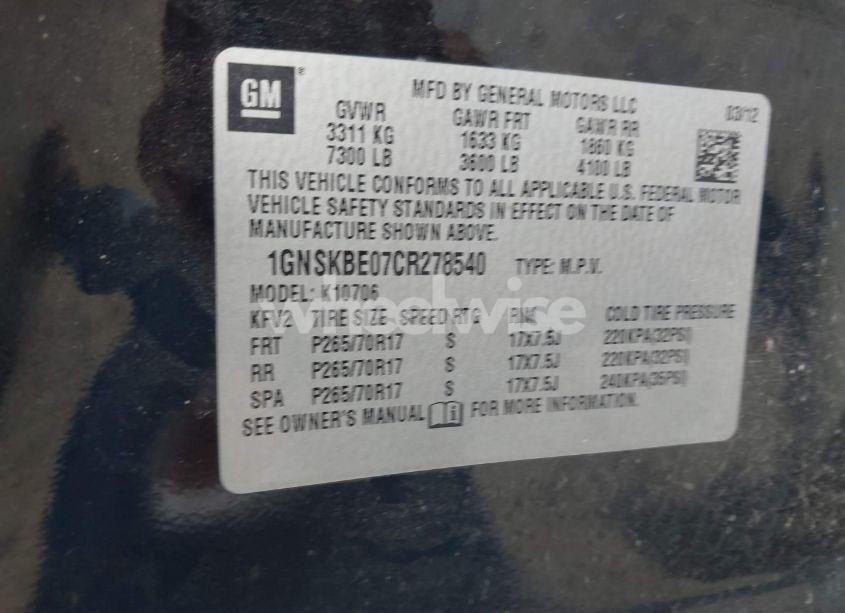 GM ®
MFD BY GENERAL MOTORS LLC 03/12
GVWR GAWR FRT GAWR RR
3311 KG 1633 KG 1860 KG
7300 LB 3600 LB 4100 LB
THIS VEHICLE CONFORMS TO ALL APPLICABLE U.S. FEDERAL MOTOR
VEHICLE SAFETY STANDARDS IN EFFECT ON THE DATE OF
MANUFACTURE SHOWN ABOVE.
1GNSKBE07CR278540 TYPE: M.P.V.
MODEL: K10706
KFV2 TIRE SIZE SPEED RTG RIM COLD TIRE PRESSURE
FRT P265/70R17 S 17X7.5J 220KPA(32PSI)
RR P265/70R17 S 17X7.5J 220KPA(32PSI)
SPA P265/70R17 S 17X7.5J 240KPA(35PSI)
SEE OWNER'S MANUAL FOR MORE INFORMATION.